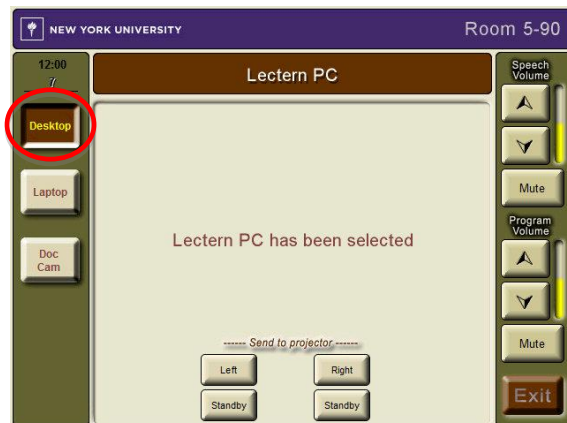 NEW YORK UNIVERSITY
Room 5-90
12:00
7
Desktop
Laptop
Doc
Cam
Lectern PC
Lectern PC has been selected
------ Send to projector ------
Left
Right
Standby
Standby
Speech
Volume
Mute
Program
Volume
Mute
Exit